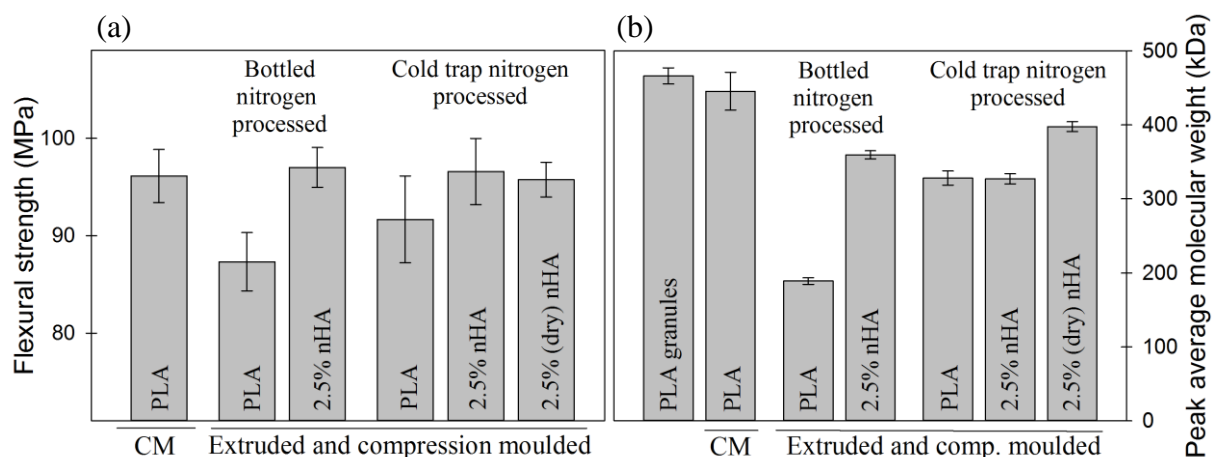 (a)
Flexural strength (MPa)
100
90
80
Bottled
nitrogen
processed
Cold trap nitrogen
processed
PLA
PLA
2.5% nHA
PLA
2.5% nHA
2.5% (dry) nHA
CM
Extruded and compression moulded
(b)
Bottled
nitrogen
processed
Cold trap nitrogen
processed
PLA granules
PLA
PLA
2.5% nHA
PLA
2.5% nHA
2.5% (dry) nHA
CM
Extruded and comp. moulded
500
400
300
200
100
0
Peak average molecular weight (kDa)